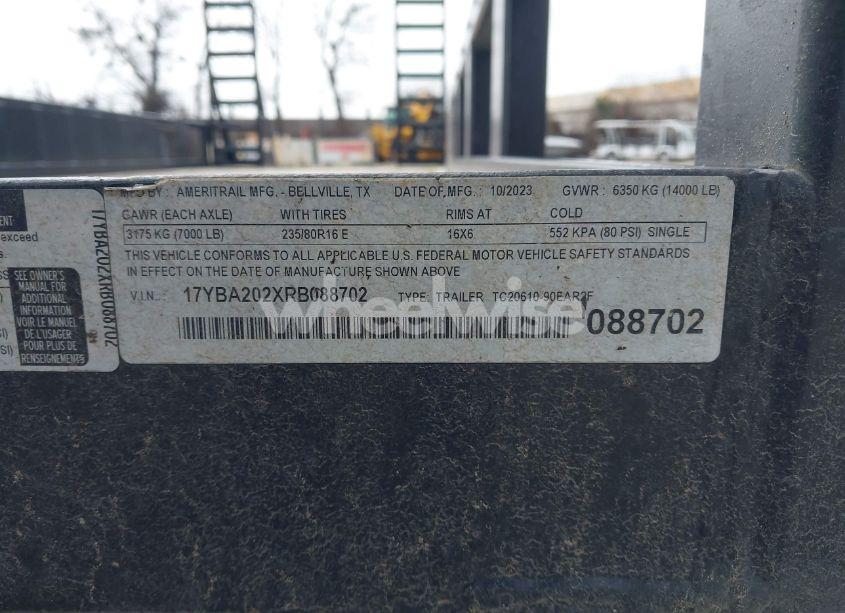 MFG BY : AMERITRAIL MFG. - BELLVILLE, TX DATE OF MFG. : 10/2023 GVWR : 6350 KG (14000 LB)
GAWR (EACH AXLE) WITH TIRES RIMS AT COLD
3175 KG (7000 LB) 235/80R16 E 16X6 552 KPA (80 PSI) SINGLE
THIS VEHICLE CONFORMS TO ALL APPLICABLE U.S. FEDERAL MOTOR VEHICLE SAFETY STANDARDS
IN EFFECT ON THE DATE OF MANUFACTURE SHOWN ABOVE
V.I.N.: 17YBA202XRB088702 TYPE: TRAILER TC20610-90EAR2F
088702
17YBA202XRB088702
SEE OWNER'S
MANUAL FOR
ADDITIONAL
INFORMATION
VOIR LE MANUEL
DE L'USAGER
POUR PLUS DE
RENSEIGNEMENTS
exceed
wheelwise